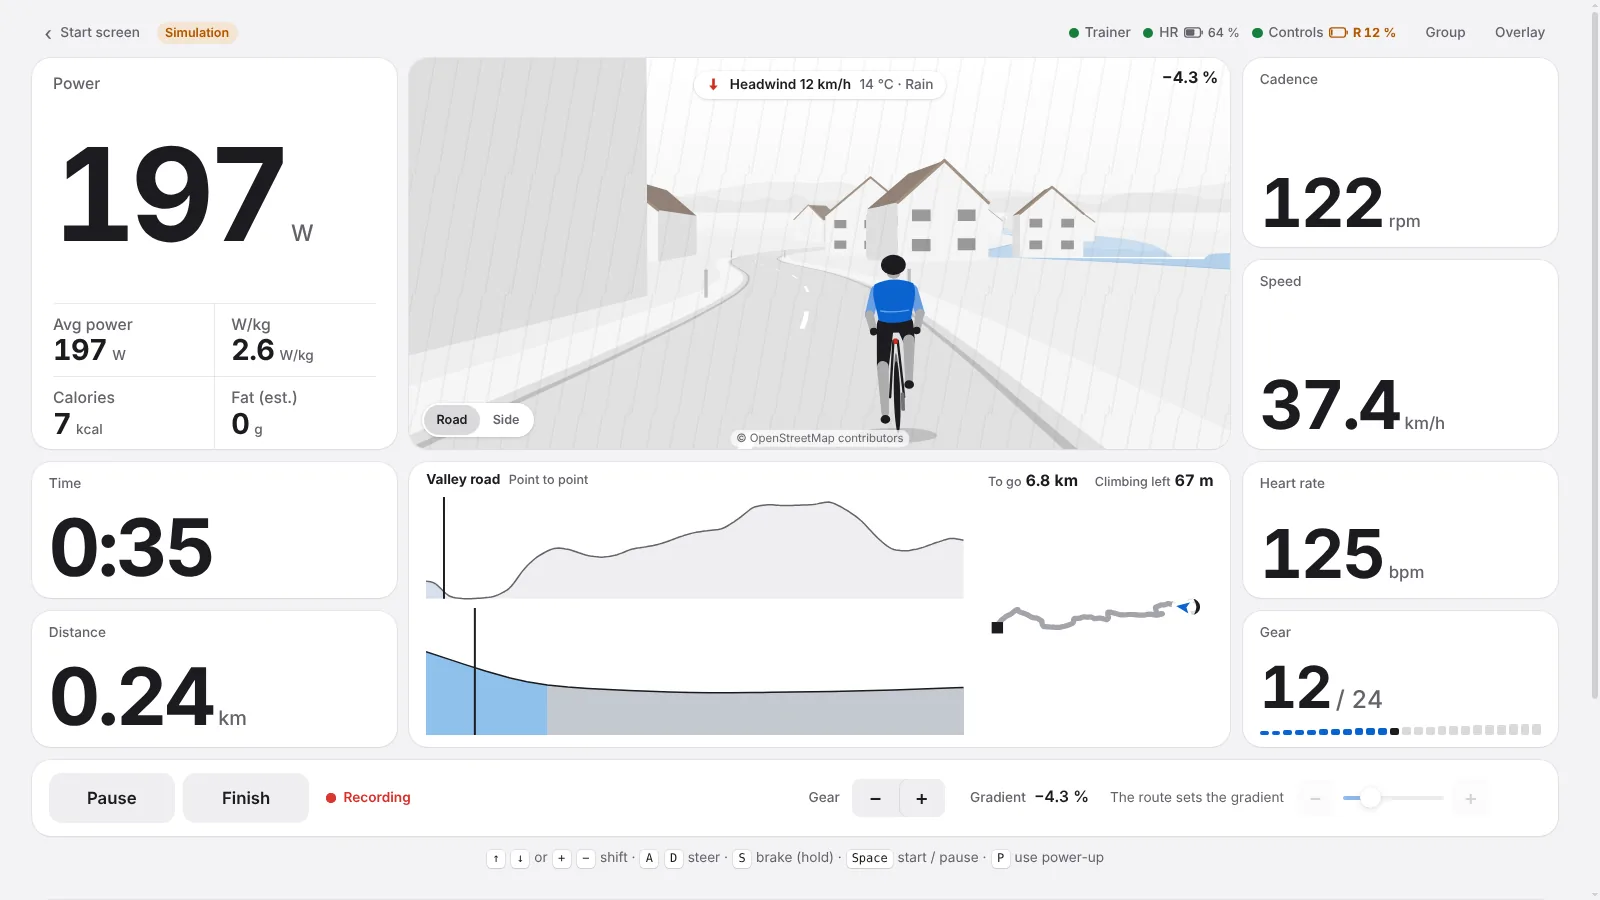 ‹ Start screen Simulation
Trainer HR 64 % Controls R 12 % Group Overlay
Power
197 W
Avg power
197 W
W/kg
2.6 W/kg
Calories
7 kcal
Fat (est.)
0 g
Headwind 12 km/h 14 °C · Rain
−4.3 %
Road Side
© OpenStreetMap contributors
Cadence
122 rpm
Speed
37.4 km/h
Time
0:35
Distance
0.24 km
Valley road Point to point
To go 6.8 km Climbing left 67 m
Heart rate
125 bpm
Gear
12 / 24
Pause Finish Recording
Gear − + Gradient −4.3 % The route sets the gradient − +
↑ ↓ or + − shift · A D steer · S brake (hold) · Space start / pause · P use power-up